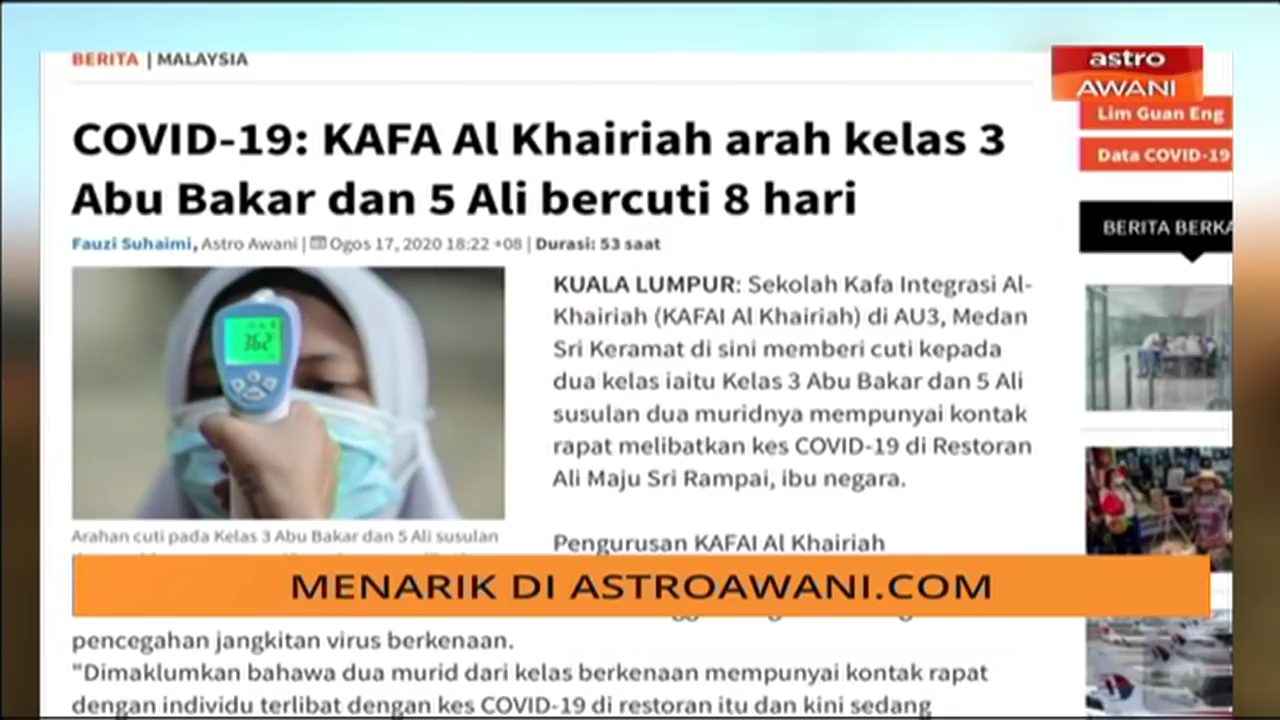 BERITA | MALAYSIA
astro
AWANI
Lim Guan Eng
Data COVID-19
COVID-19: KAFA Al Khairiah arah kelas 3
Abu Bakar dan 5 Ali bercuti 8 hari
Fauzi Suhaimi, Astro Awani | Ogos 17, 2020 18:22 +08 | Durasi: 53 saat
BERITA BERKA
362
KUALA LUMPUR: Sekolah Kafa Integrasi Al-
Khairiah (KAFAI Al Khairiah) di AU3, Medan
Sri Keramat di sini memberi cuti kepada
dua kelas iaitu Kelas 3 Abu Bakar dan 5 Ali
susulan dua muridnya mempunyai kontak
rapat melibatkan kes COVID-19 di Restoran
Ali Maju Sri Rampai, ibu negara.
Arahan cuti pada Kelas 3 Abu Bakar dan 5 Ali susulan
Pengurusan KAFAI Al Khairiah
MENARIK DI ASTROAWANI.COM
pencegahan jangkitan virus berkenaan.
"Dimaklumkan bahawa dua murid dari kelas berkenaan mempunyai kontak rapat
dengan individu terlibat dengan kes COVID-19 di restoran itu dan kini sedang